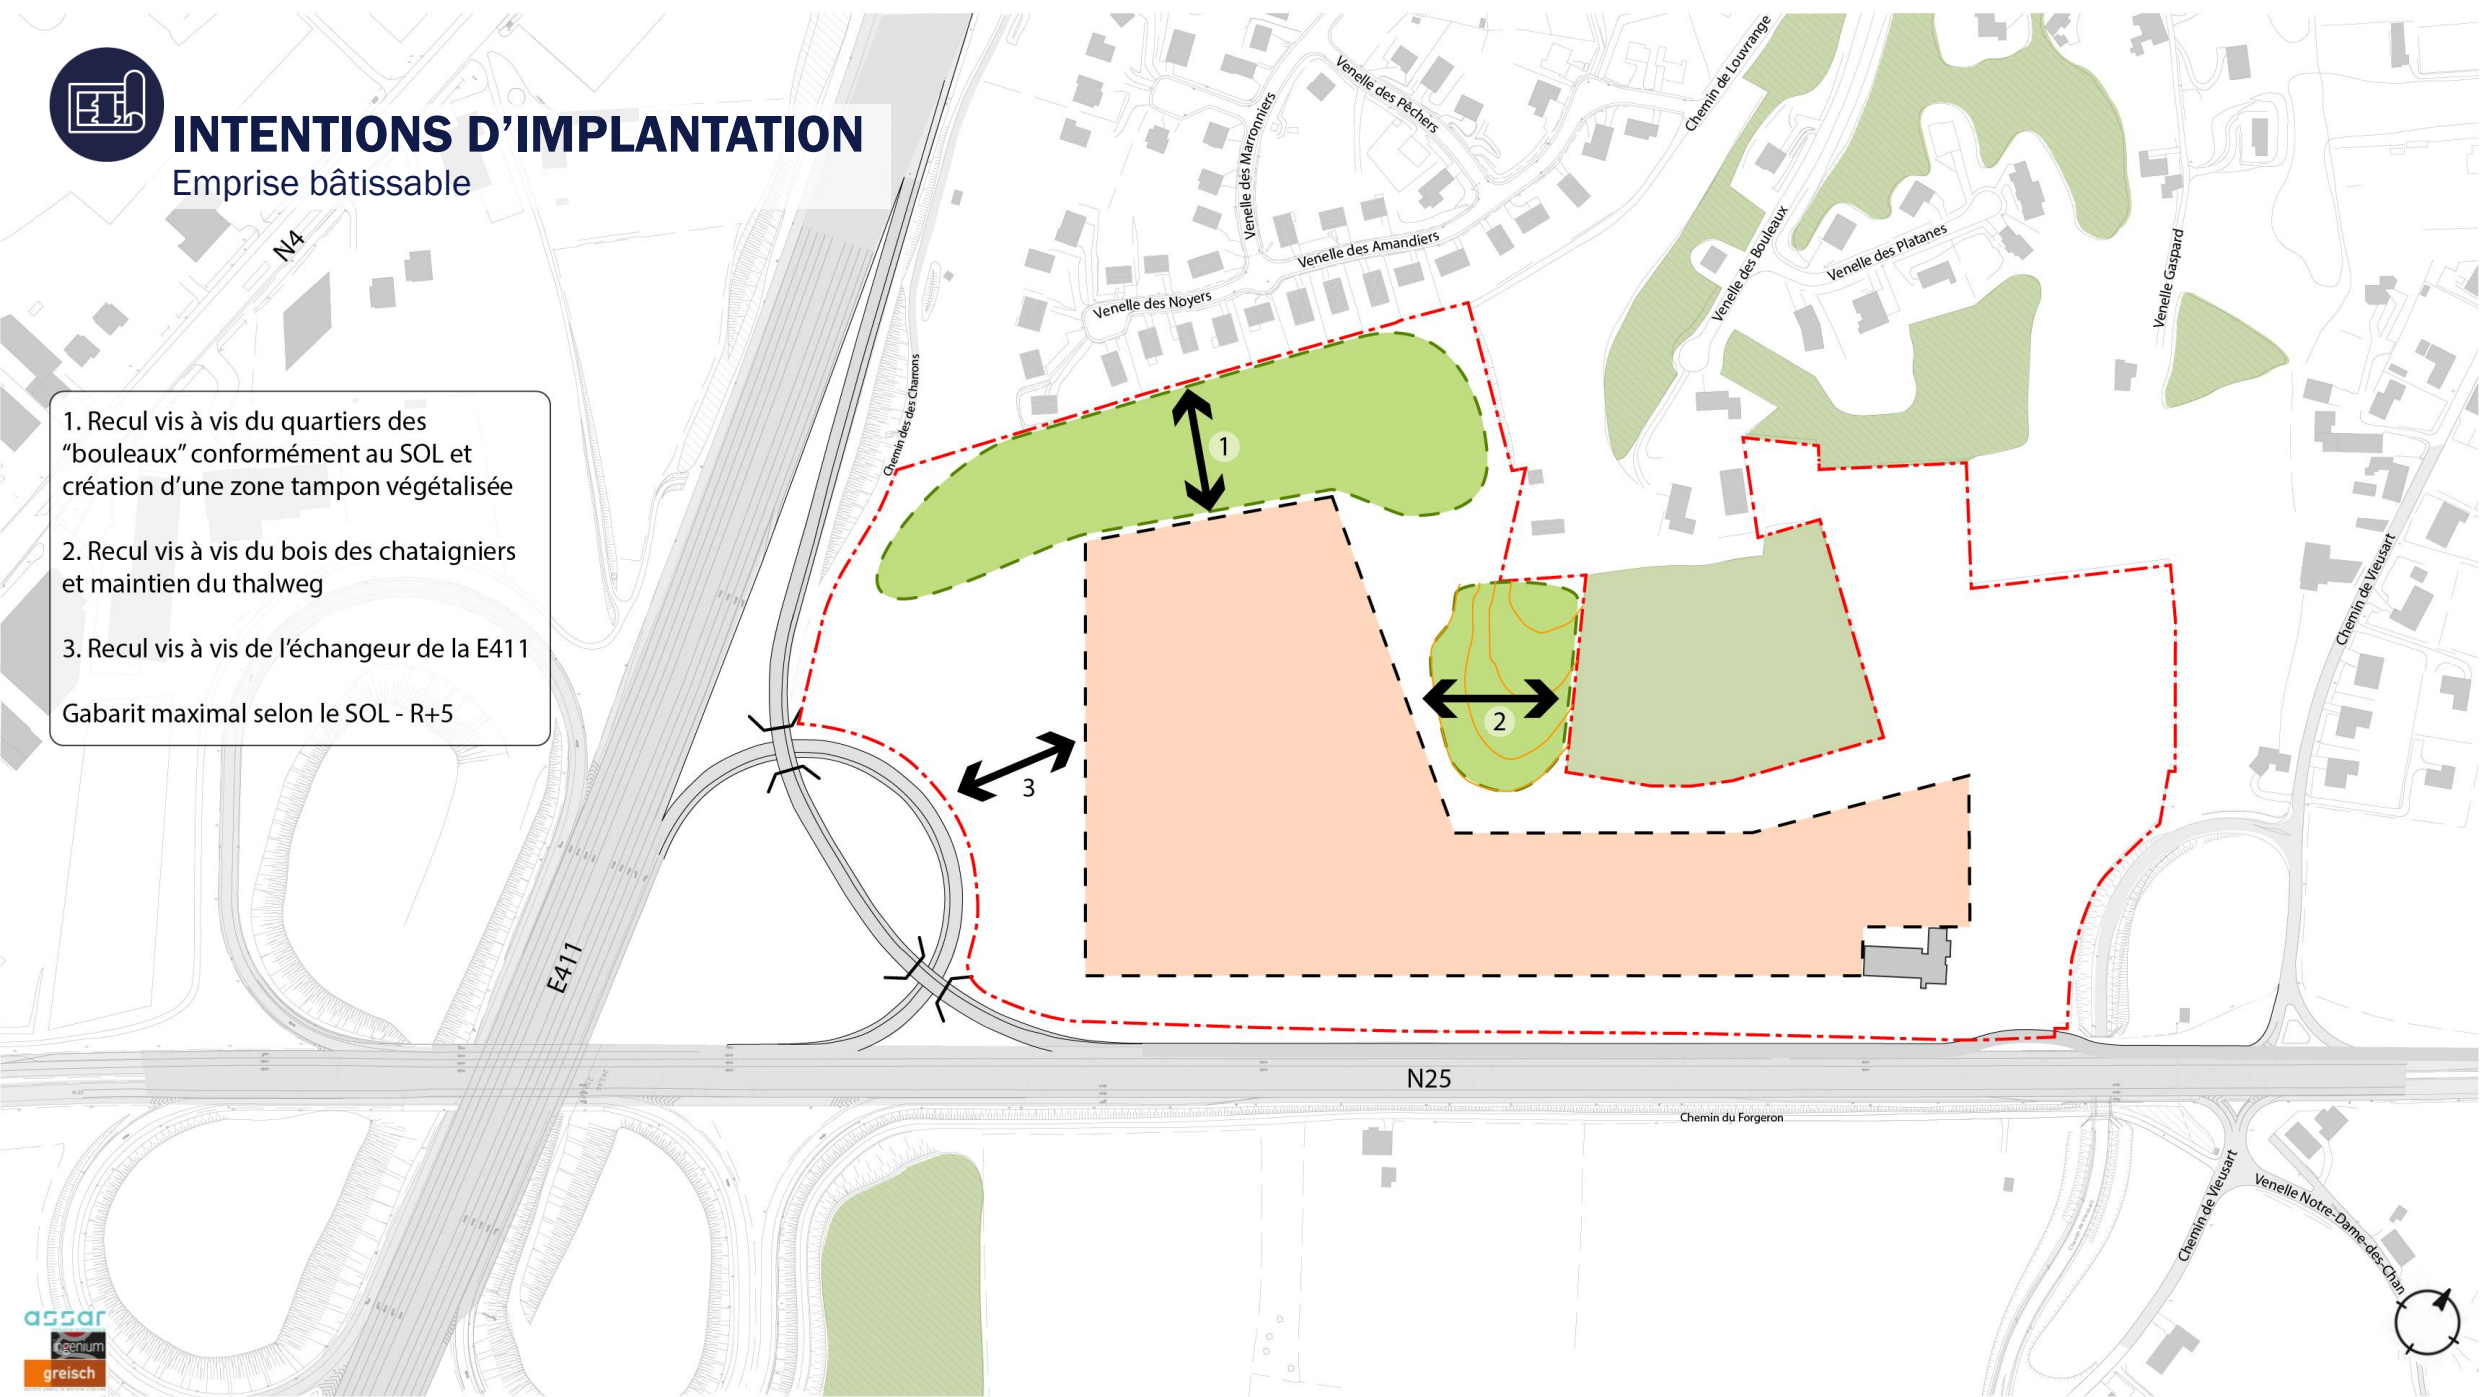 INTENTIONS D’IMPLANTATION
Emprise bâtissable
1. Recul vis à vis du quartiers des
“bouleaux” conformément au SOL et
création d’une zone tampon végétalisée
2. Recul vis à vis du bois des chataigniers
et maintien du thalweg
3. Recul vis à vis de l’échangeur de la E411
Gabarit maximal selon le SOL - R+5
N4
Chemin des Charrons
Venelle des Marronniers
Venelle des Pêchers
Chemin de Louvrange
Venelle des Amandiers
Venelle des Noyers
Venelle des Bouleaux
Venelle des Platanes
Venelle Gaspard
Chemin de Vieusart
1
2
3
E411
N25
Chemin du Forgeron
Chemin de Vieusart
Venelle Notre-Dame-des-Chan
assar
ingenium
greisch